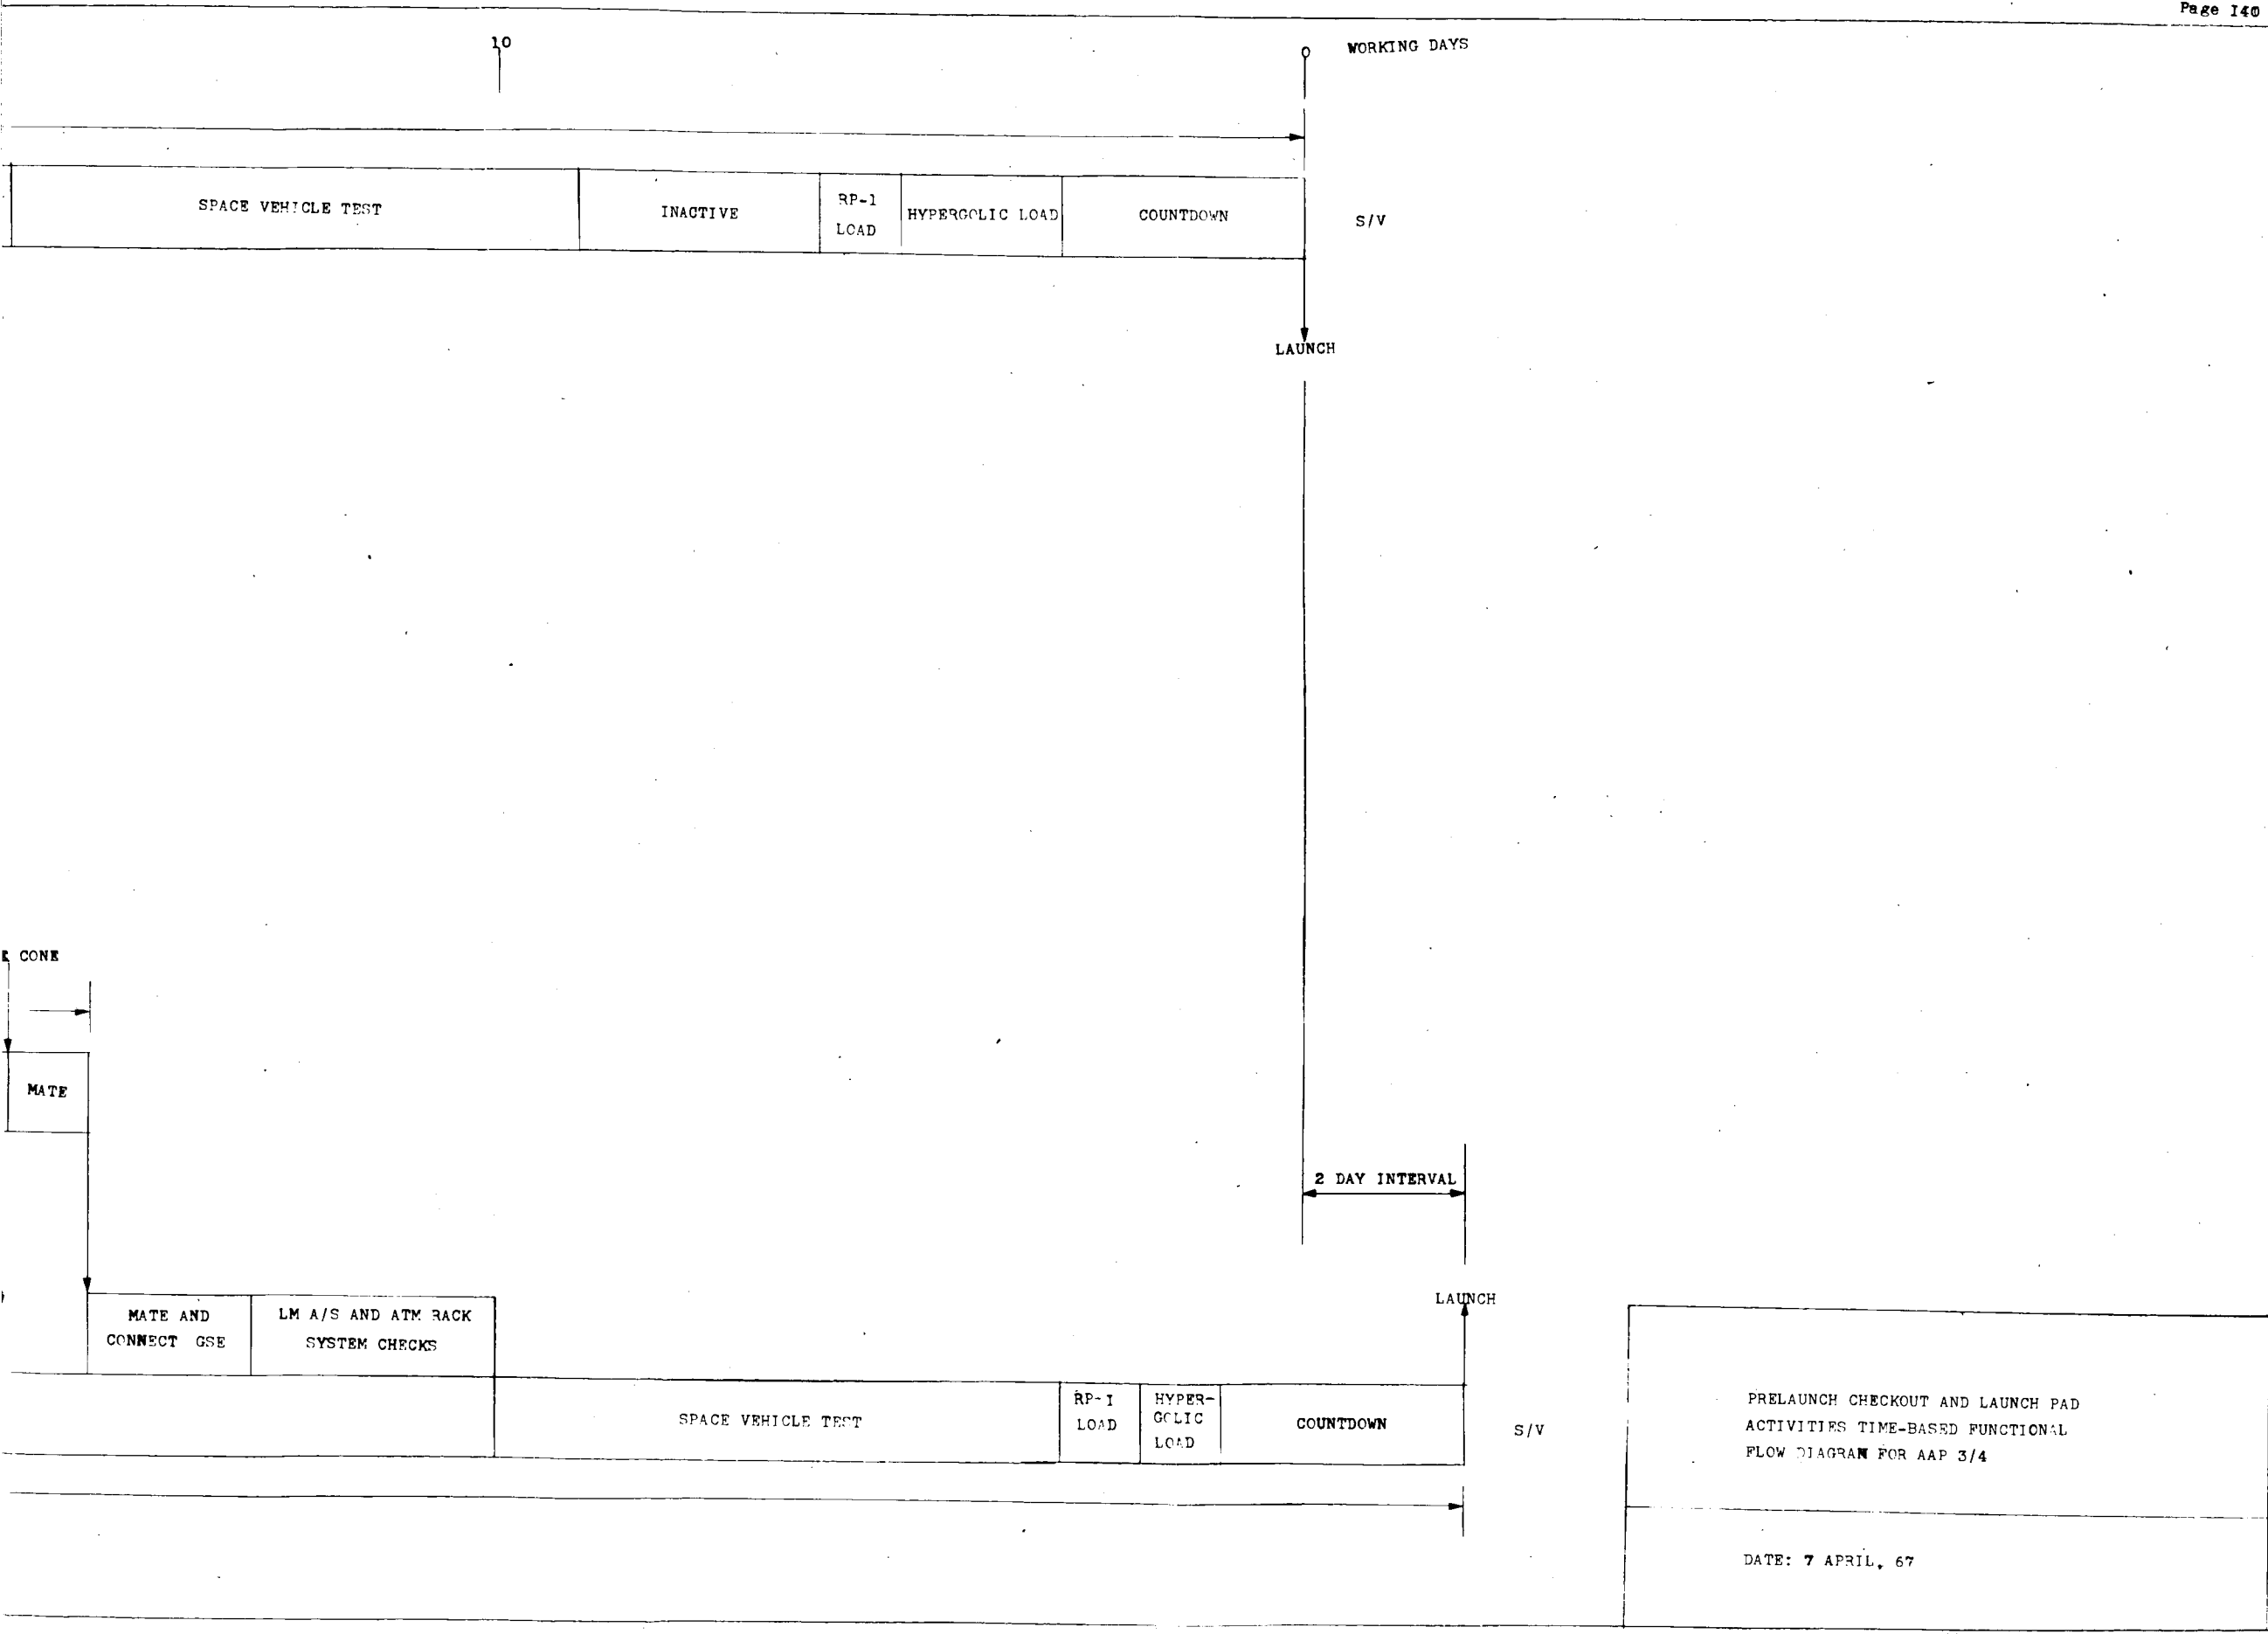 Page I40
10
0 WORKING DAYS
SPACE VEHICLE TEST
INACTIVE
RP-1
LOAD
HYPERGOLIC LOAD
COUNTDOWN
S/V
LAUNCH
CONE
MATE
2 DAY INTERVAL
LAUNCH
MATE AND
CONNECT GSE
LM A/S AND ATM RACK
SYSTEM CHECKS
SPACE VEHICLE TEST
RP-I
LOAD
HYPER-
GOLIC
LOAD
COUNTDOWN
S/V
PRELAUNCH CHECKOUT AND LAUNCH PAD
ACTIVITIES TIME-BASED FUNCTIONAL
FLOW DIAGRAM FOR AAP 3/4
DATE: 7 APRIL, 67